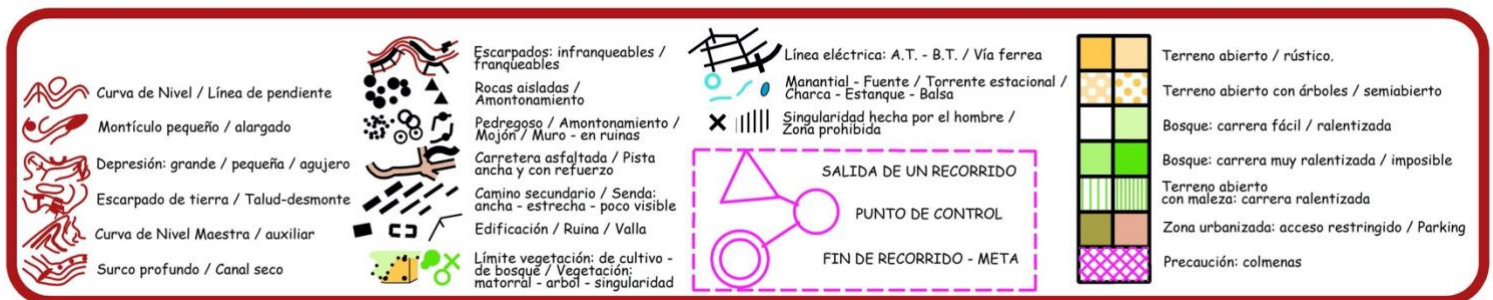 Curva de Nivel / Línea de pendiente
Montículo pequeño / alargado
Depresión: grande / pequeña / agujero
Escarpado de tierra / Talud-desmonte
Curva de Nivel Maestra / auxiliar
Surco profundo / Canal seco
Escarpados: infranqueables /
franqueables
Rocas aisladas /
Amontonamiento
Pedregoso / Amontonamiento /
Mojón / Muro - en ruinas
Carretera asfaltada / Pista
ancha y con refuerzo
Camino secundario / Senda:
ancha - estrecha - poco visible
Edificación / Ruina / Valla
Límite vegetación: de cultivo -
de bosque / Vegetación:
matorral - arbol - singularidad
Línea eléctrica: A.T. - B.T. / Vía ferrea
Manantial - Fuente / Torrente estacional /
Charca - Estanque - Balsa
Singularidad hecha por el hombre /
Zona prohibida
SALIDA DE UN RECORRIDO
PUNTO DE CONTROL
FIN DE RECORRIDO - META
Terreno abierto / rústico.
Terreno abierto con árboles / semiabierto
Bosque: carrera fácil / ralentizada
Bosque: carrera muy ralentizada / imposible
Terreno abierto
con maleza: carrera ralentizada
Zona urbanizada: acceso restringido / Parking
Precaución: colmenas